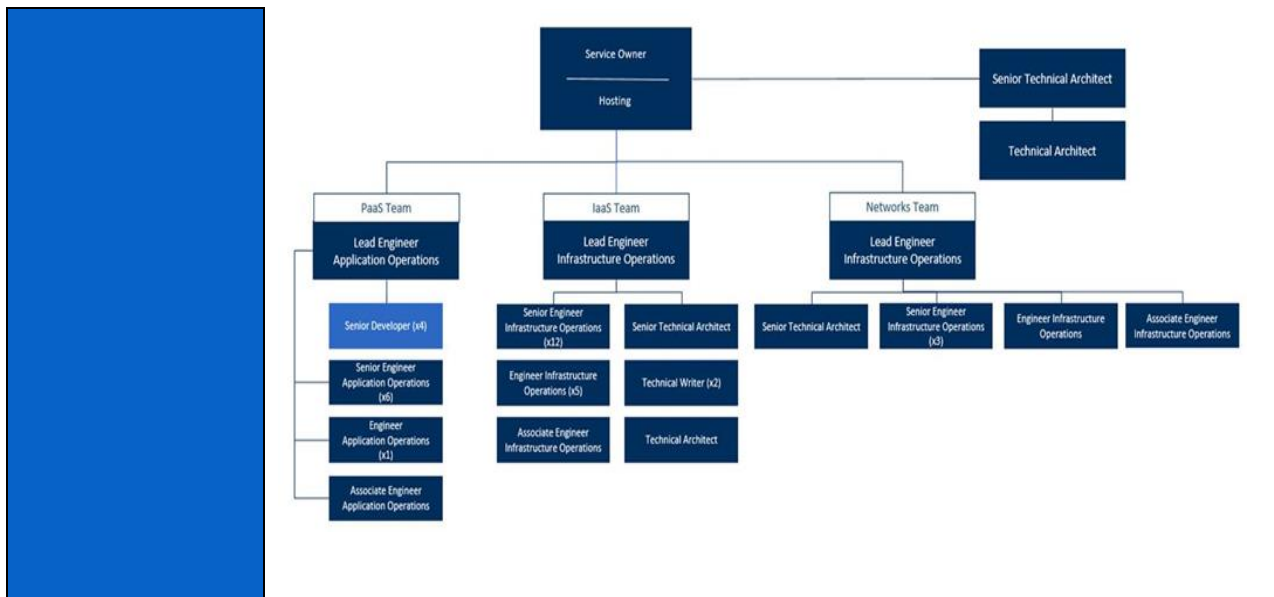 Service Owner
Hosting
Senior Technical Architect
Technical Architect
PaaS Team
Lead Engineer
Application Operations
Senior Developer (x4)
Senior Engineer
Application Operations
(x6)
Engineer
Application Operations
(x1)
Associate Engineer
Application Operations
IaaS Team
Lead Engineer
Infrastructure Operations
Senior Engineer
Infrastructure Operations
(x12)
Senior Technical Architect
Engineer Infrastructure
Operations (x5)
Technical Writer (x2)
Associate Engineer
Infrastructure Operations
Technical Architect
Networks Team
Lead Engineer
Infrastructure Operations
Senior Technical Architect
Senior Engineer
Infrastructure Operations
(x3)
Engineer Infrastructure
Operations
Associate Engineer
Infrastructure Operations